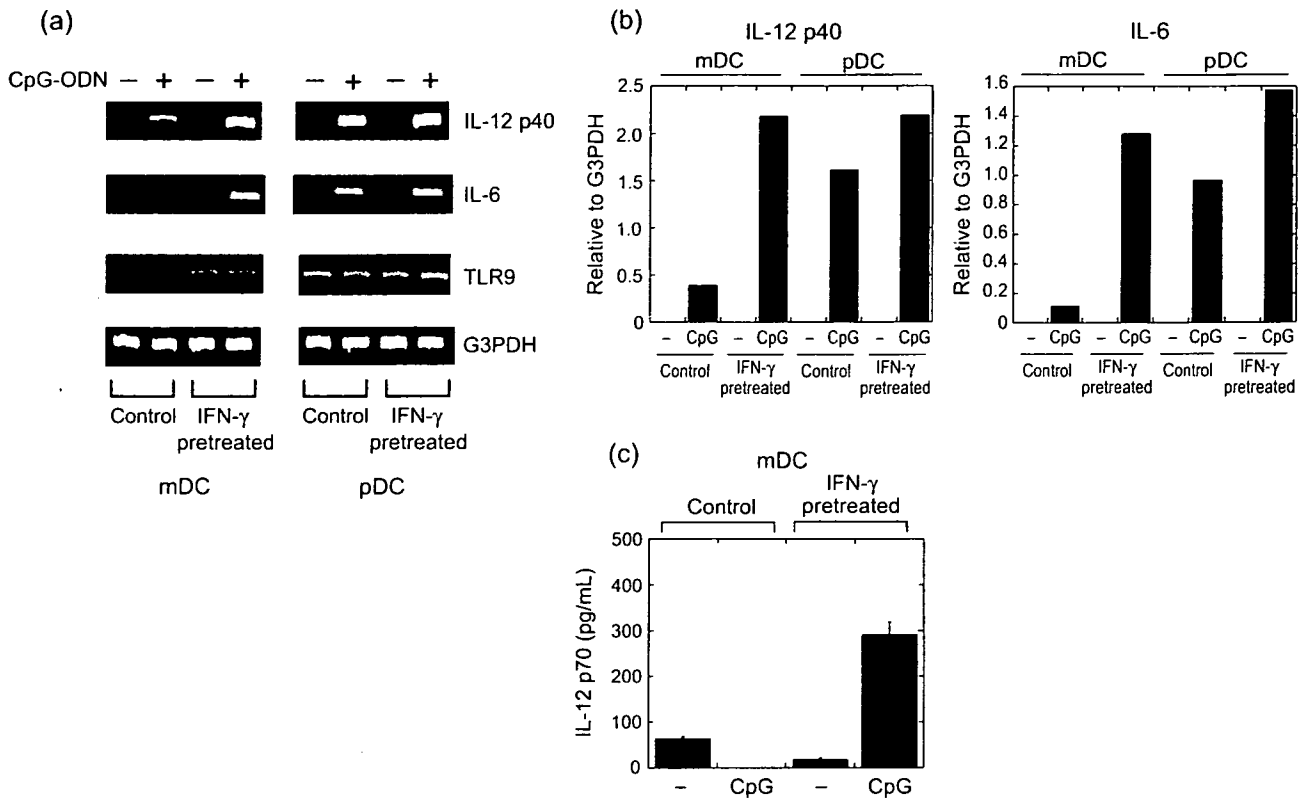 (a)
CpG-ODN − + − + − + − +
IL-12 p40
IL-6
TLR9
G3PDH
Control IFN-γ pretreated Control IFN-γ pretreated
mDC pDC
(b)
IL-12 p40
mDC pDC
Relative to G3PDH
2.5
2.0
1.5
1.0
0.5
0
− CpG − CpG − CpG − CpG
Control IFN-γ pretreated Control IFN-γ pretreated
IL-6
mDC pDC
Relative to G3PDH
1.6
1.4
1.2
1.0
0.8
0.6
0.4
0.2
0
− CpG − CpG − CpG − CpG
Control IFN-γ pretreated Control IFN-γ pretreated
(c)
mDC
Control IFN-γ pretreated
IL-12 p70 (pg/mL)
500
400
300
200
100
0
− CpG − CpG